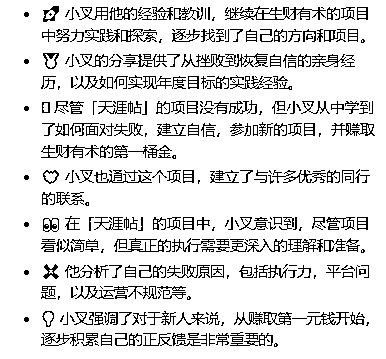 • 🚀 小叉用他的经验和教训，继续在生财有术的项目
中努力实践和探索，逐步找到了自己的方向和项目。
• 🏅 小叉的分享提供了从挫败到恢复自信的亲身经
历，以及如何实现年度目标的实践经验。
• 尽管「天涯帖」的项目没有成功，但小叉从中学到
了如何面对失败，建立自信，参加新的项目，并赚取
生财有术的第一桶金。
• ♡ 小叉也通过这个项目，建立了与许多优秀的同行
的联系。
• 👀 在「天涯帖」的项目中，小叉意识到，尽管项目
看似简单，但真正的执行需要更深入的理解和准备。
• ✖ 他分析了自己的失败原因，包括执行力，平台问
题，以及运营不规范等。
• 💡 小叉强调了对于新人来说，从赚取第一元钱开始，
逐步积累自己的正反馈是非常重要的。